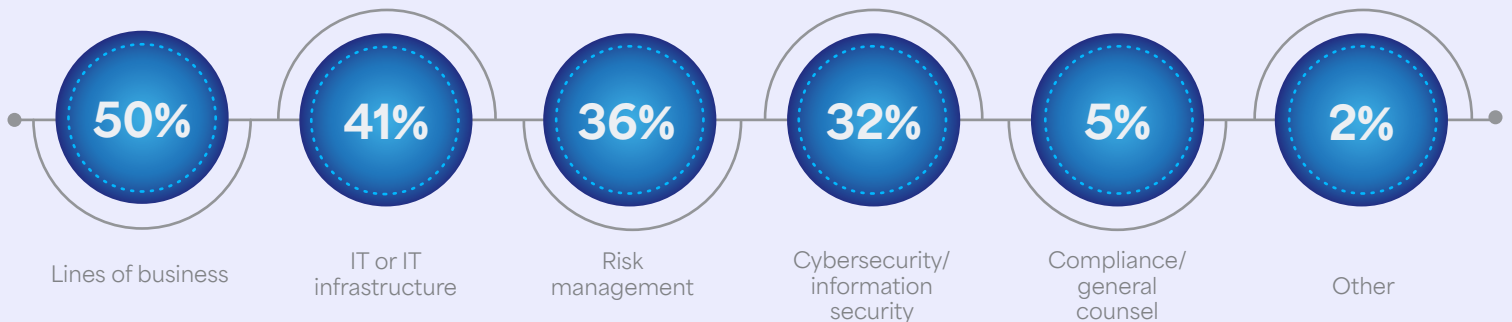 50%
41%
36%
32%
5%
2%
Lines of business
IT or IT
infrastructure
Risk
management
Cybersecurity/
information
security
Compliance/
general
counsel
Other